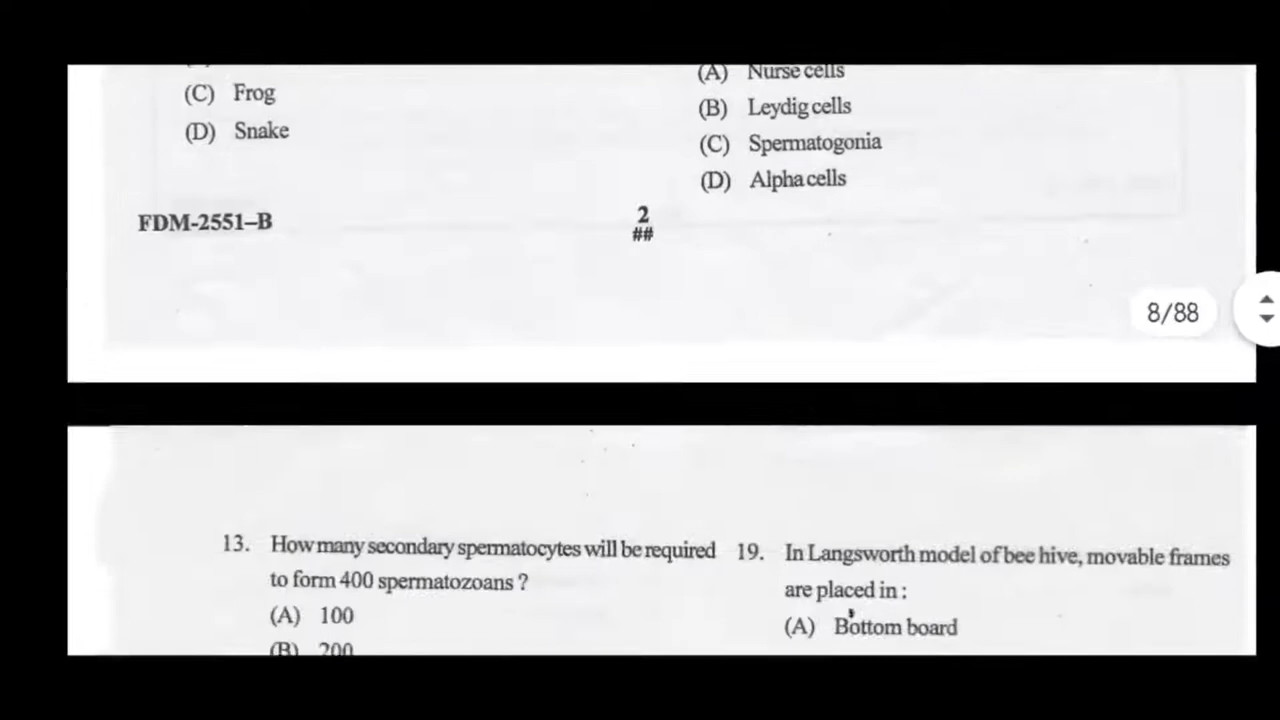 (C) Frog
(D) Snake
(A) Nurse cells
(B) Leydig cells
(C) Spermatogonia
(D) Alpha cells
FDM-2551–B
2
##
8/88
13. How many secondary spermatocytes will be required
to form 400 spermatozoans ?
(A) 100
(B) 200
19. In Langsworth model of bee hive, movable frames
are placed in :
(A) Bottom board